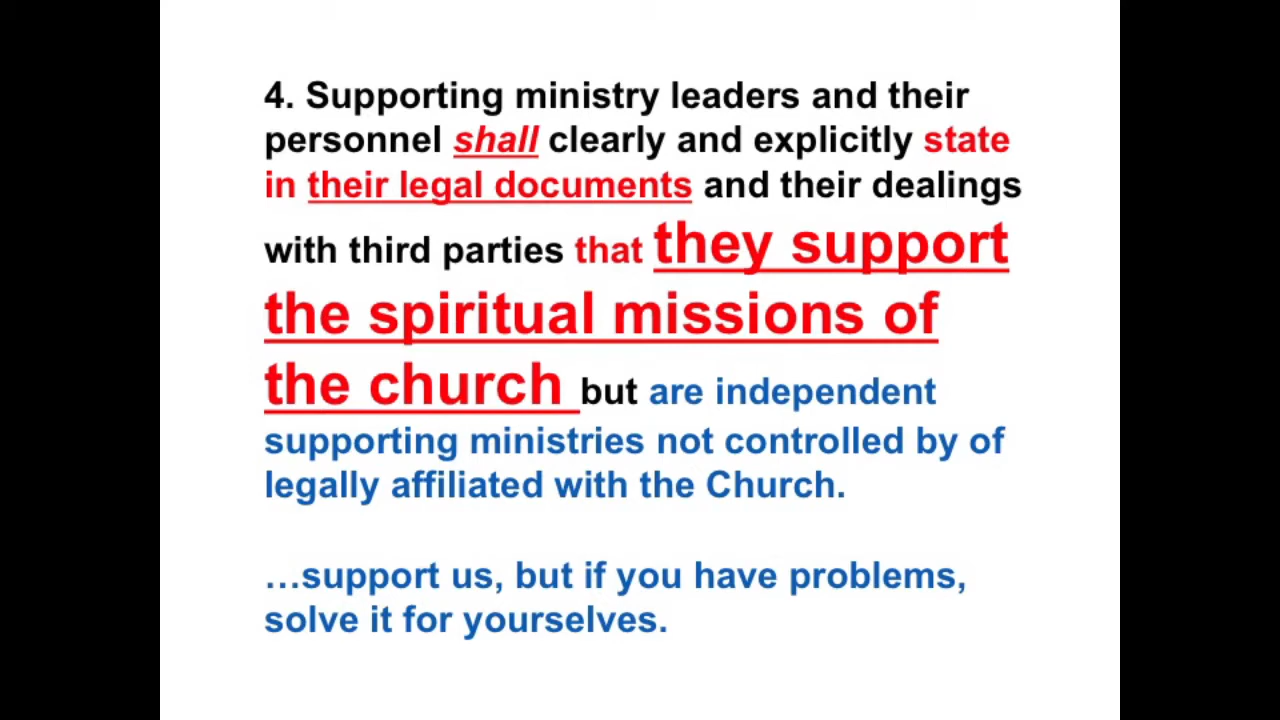 4. Supporting ministry leaders and their
personnel shall clearly and explicitly state
in their legal documents and their dealings
with third parties that they support
the spiritual missions of
the church but are independent
supporting ministries not controlled by of
legally affiliated with the Church.
…support us, but if you have problems,
solve it for yourselves.